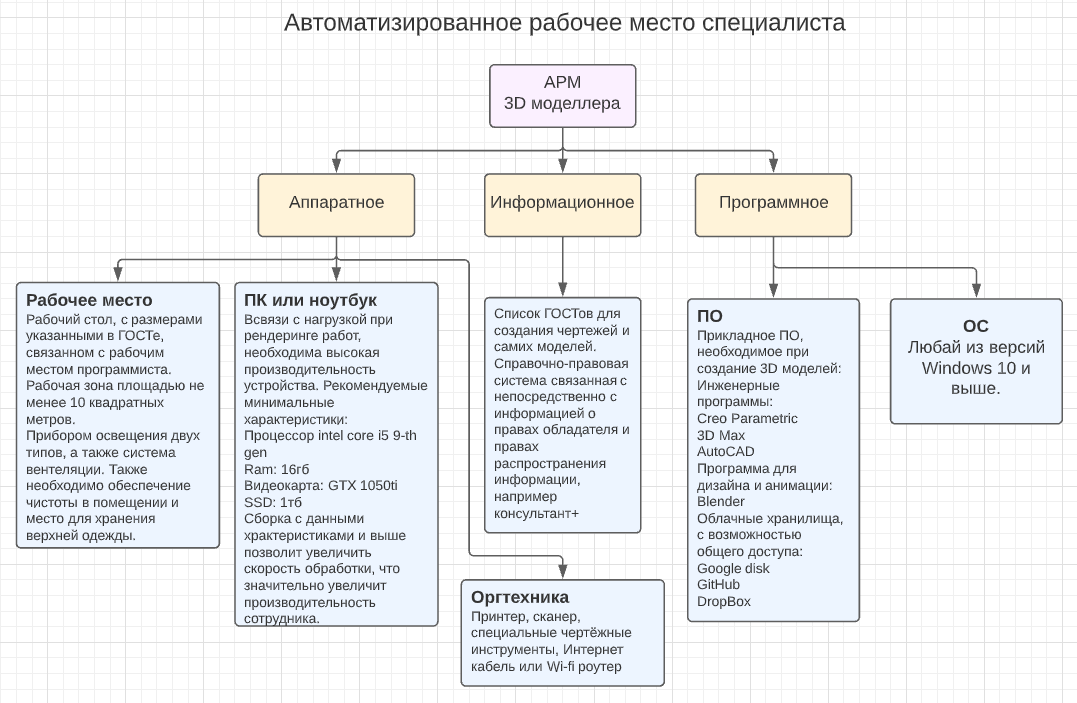 Автоматизированное рабочее место специалиста
АРМ
3D моделлера
Аппаратное
Информационное
Программное
Рабочее место
Рабочий стол, с размерами
указанными в ГОСТе,
связанном с рабочим
местом программиста.
Рабочая зона площадью не
менее 10 квадратных
метров.
Прибором освещения двух
типов, а также система
вентеляции. Также
необходимо обеспечение
чистоты в помещении и
место для хранения
верхней одежды.
ПК или ноутбук
Всвязи с нагрузкой при
рендеринге работ,
необходима высокая
производительность
устройства. Рекомендуемые
минимальные
характеристики:
Процессор intel core i5 9-th
gen
Ram: 16гб
Видеокарта: GTX 1050ti
SSD: 1тб
Сборка с данными
храктеристиками и выше
позволит увеличить
скорость обработки, что
значительно увеличит
производительность
сотрудника.
Список ГОСТов для
создания чертежей и
самих моделей.
Справочно-правовая
система связанная с
непосредственно с
информацией о
правах обладателя и
правах
распространения
информации,
например
консультант+
Оргтехника
Принтер, сканер,
специальные чертёжные
инструменты, Интернет
кабель или Wi-fi роутер
ПО
Прикладное ПО,
необходимое при
создание 3D моделей:
Инженерные
программы:
Creo Parametric
3D Max
AutoCAD
Программа для
дизайна и анимации:
Blender
Облачные хранилища,
с возможностью
общего доступа:
Google disk
GitHub
DropBox
ОС
Любай из версий
Windows 10 и
выше.